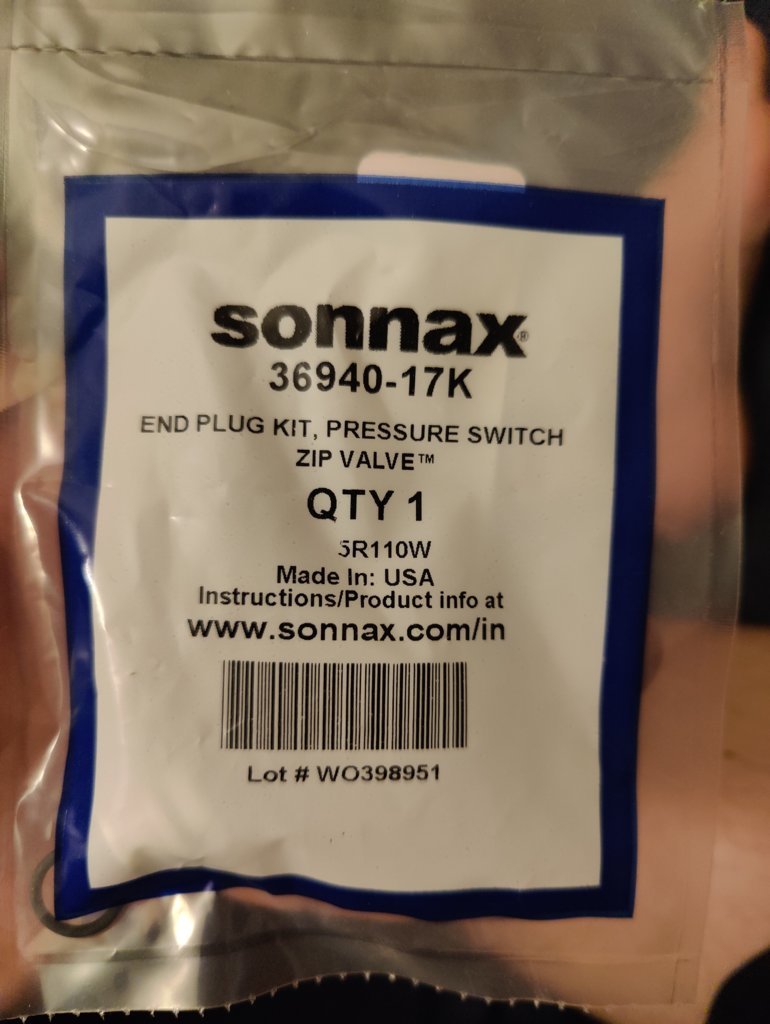 sonnax®
36940-17K
END PLUG KIT, PRESSURE SWITCH
ZIP VALVE™
QTY 1
5R110W
Made In: USA
Instructions/Product info at
www.sonnax.com/in
Lot # WO398951